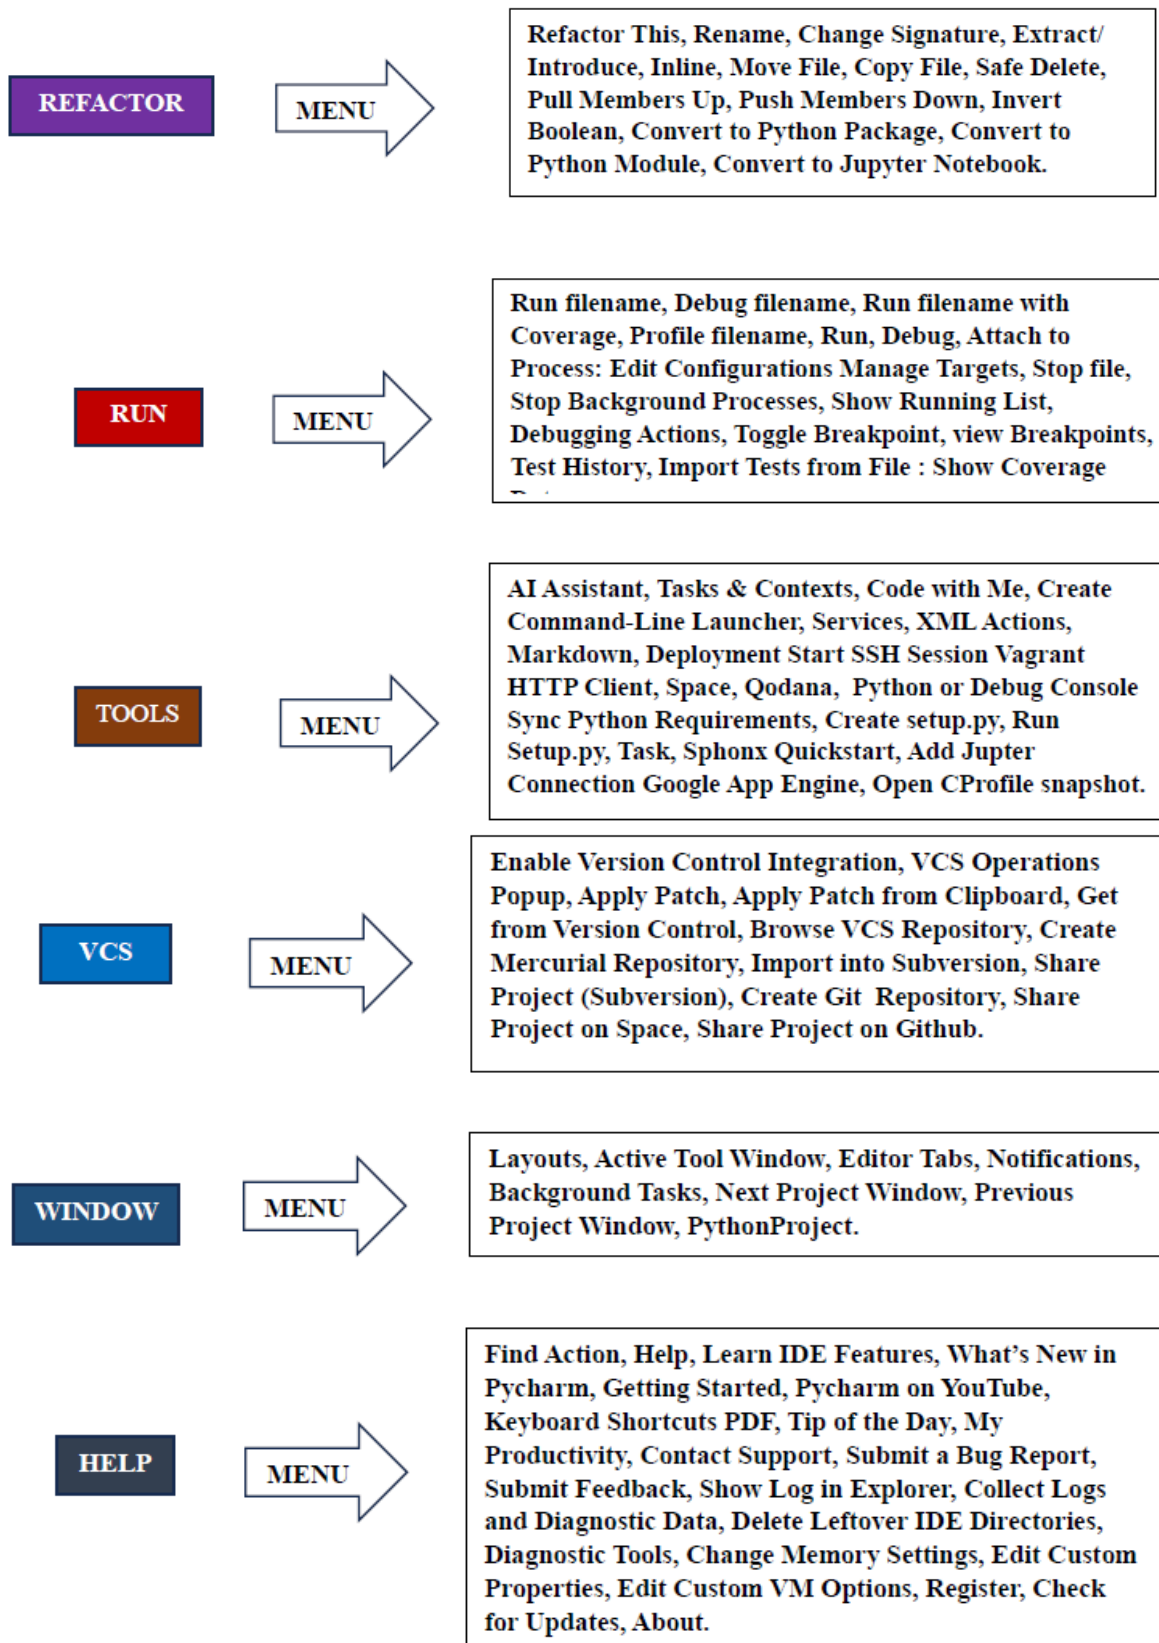 REFACTOR
MENU
Refactor This, Rename, Change Signature, Extract/
Introduce, Inline, Move File, Copy File, Safe Delete,
Pull Members Up, Push Members Down, Invert
Boolean, Convert to Python Package, Convert to
Python Module, Convert to Jupyter Notebook.
RUN
MENU
Run filename, Debug filename, Run filename with
Coverage, Profile filename, Run, Debug, Attach to
Process: Edit Configurations Manage Targets, Stop file,
Stop Background Processes, Show Running List,
Debugging Actions, Toggle Breakpoint, view Breakpoints,
Test History, Import Tests from File : Show Coverage
TOOLS
MENU
AI Assistant, Tasks & Contexts, Code with Me, Create
Command-Line Launcher, Services, XML Actions,
Markdown, Deployment Start SSH Session Vagrant
HTTP Client, Space, Qodana, Python or Debug Console
Sync Python Requirements, Create setup.py, Run
Setup.py, Task, Sphonx Quickstart, Add Jupter
Connection Google App Engine, Open CProfile snapshot.
VCS
MENU
Enable Version Control Integration, VCS Operations
Popup, Apply Patch, Apply Patch from Clipboard, Get
from Version Control, Browse VCS Repository, Create
Mercurial Repository, Import into Subversion, Share
Project (Subversion), Create Git Repository, Share
Project on Space, Share Project on Github.
WINDOW
MENU
Layouts, Active Tool Window, Editor Tabs, Notifications,
Background Tasks, Next Project Window, Previous
Project Window, PythonProject.
HELP
MENU
Find Action, Help, Learn IDE Features, What's New in
Pycharm, Getting Started, Pycharm on YouTube,
Keyboard Shortcuts PDF, Tip of the Day, My
Productivity, Contact Support, Submit a Bug Report,
Submit Feedback, Show Log in Explorer, Collect Logs
and Diagnostic Data, Delete Leftover IDE Directories,
Diagnostic Tools, Change Memory Settings, Edit Custom
Properties, Edit Custom VM Options, Register, Check
for Updates, About.